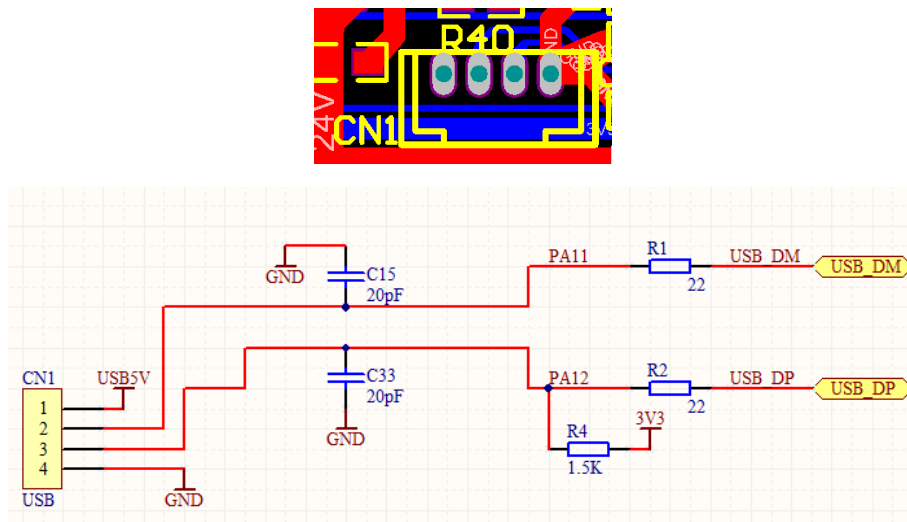 R40
GND
24V
CN1
3V3
PA11
R1
USB_DM
USB_DM
GND
C15
20pF
22
CN1
USB5V
C33
20pF
PA12
R2
USB_DP
USB_DP
1
2
3
4
GND
3V3
22
R4
1.5K
USB
GND